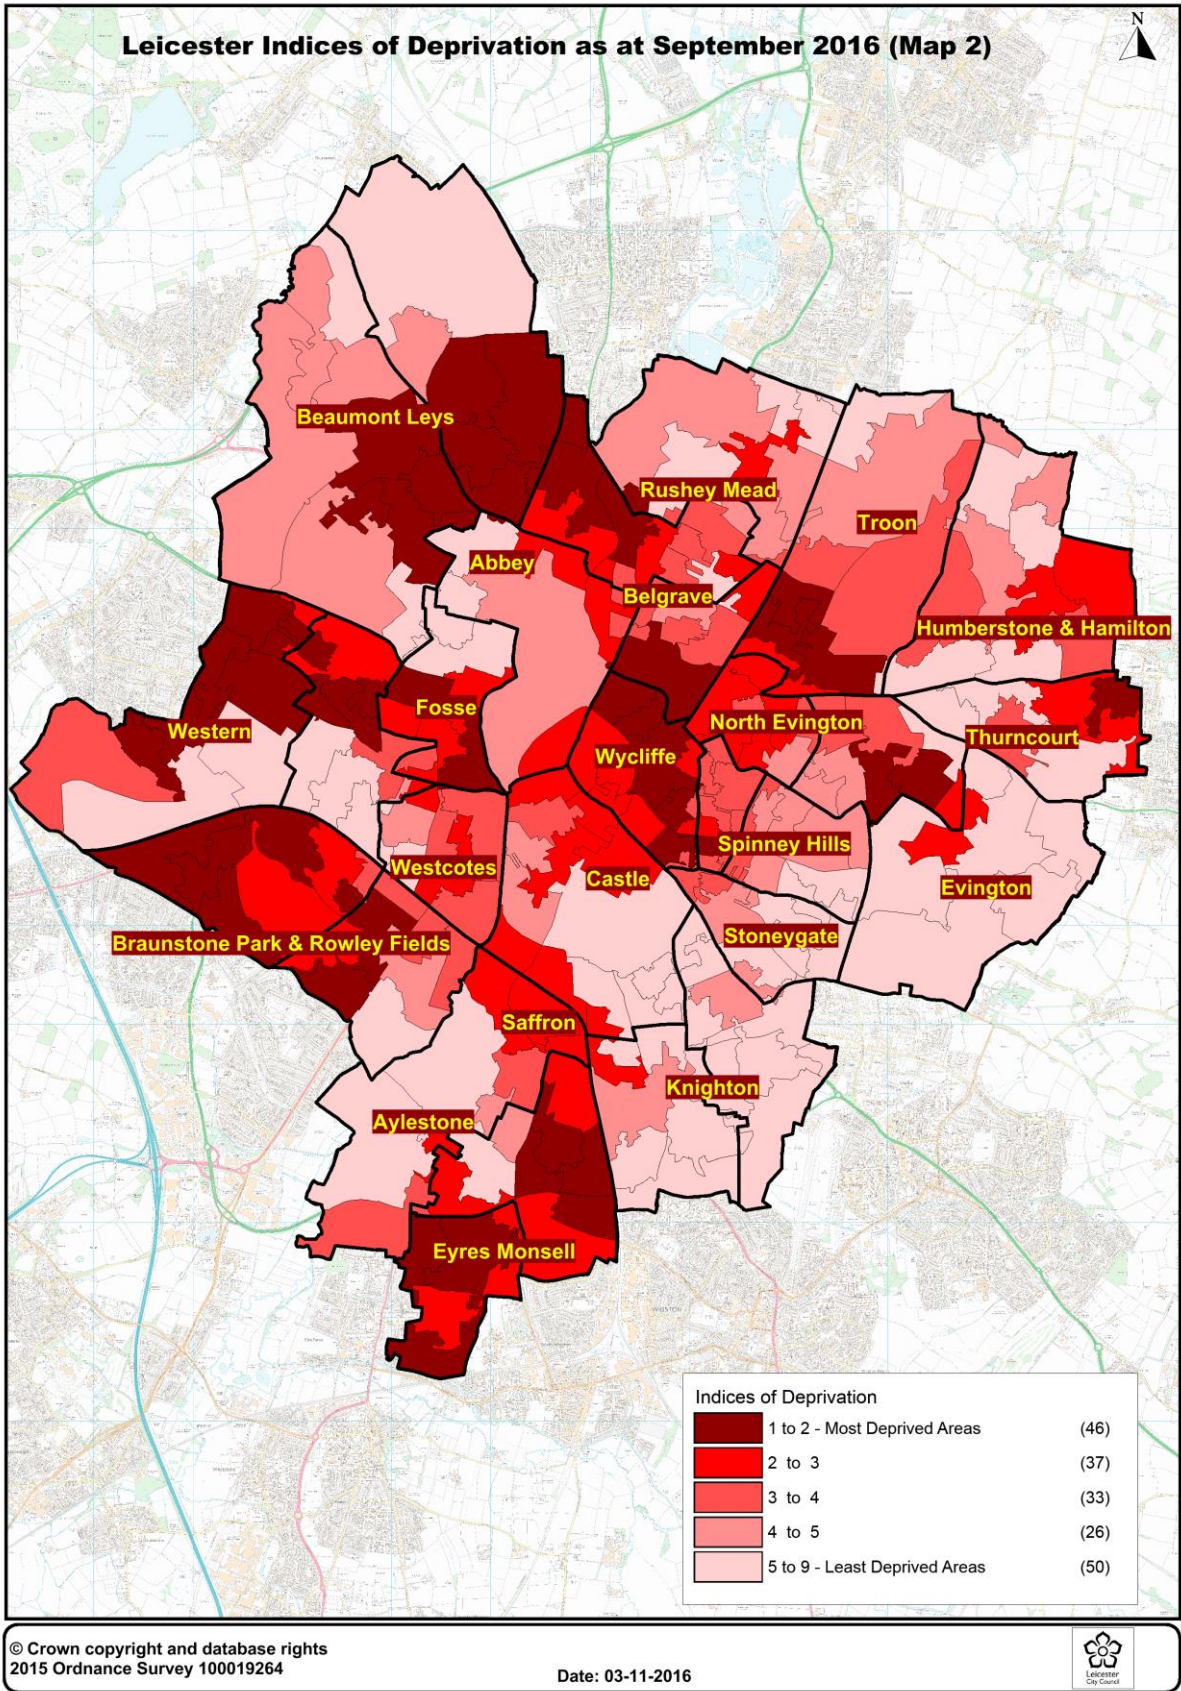 Leicester Indices of Deprivation as at September 2016 (Map 2)
N
Beaumont Leys
Rushey Mead
Troon
Abbey
Belgrave
Humberstone & Hamilton
Fosse
North Evington
Western
Thurncourt
Wycliffe
Spinney Hills
Westcotes
Castle
Evington
Stoneygate
Braunstone Park & Rowley Fields
Saffron
Knighton
Aylestone
Eyres Monsell
WIGSTON
Indices of Deprivation
1 to 2 - Most Deprived Areas (46)
2 to 3 (37)
3 to 4 (33)
4 to 5 (26)
5 to 9 - Least Deprived Areas (50)
© Crown copyright and database rights
2015 Ordnance Survey 100019264
Date: 03-11-2016
Leicester
City Council